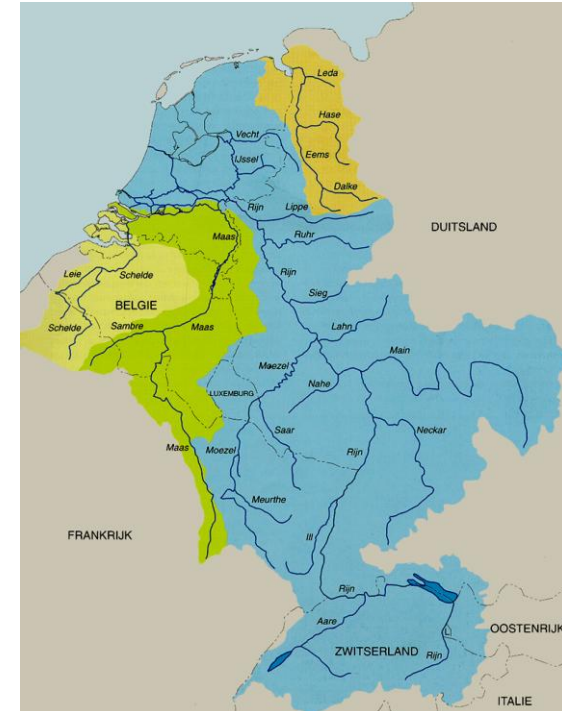 Leda
Hase
Vecht
IJssel
Eems
Dalke
Rijn
Lippe
Maas
Ruhr
DUITSLAND
Rijn
Leie
Schelde
Sieg
BELGIE
Schelde
Sambre
Maas
Lahn
Main
Moezel
Nahe
LUXEMBURG
Saar
Neckar
Maas
Moezel
Rijn
Meurthe
FRANKRIJK
Ill
Rijn
Aare
OOSTENRIJK
ZWITSERLAND
Rijn
ITALIE